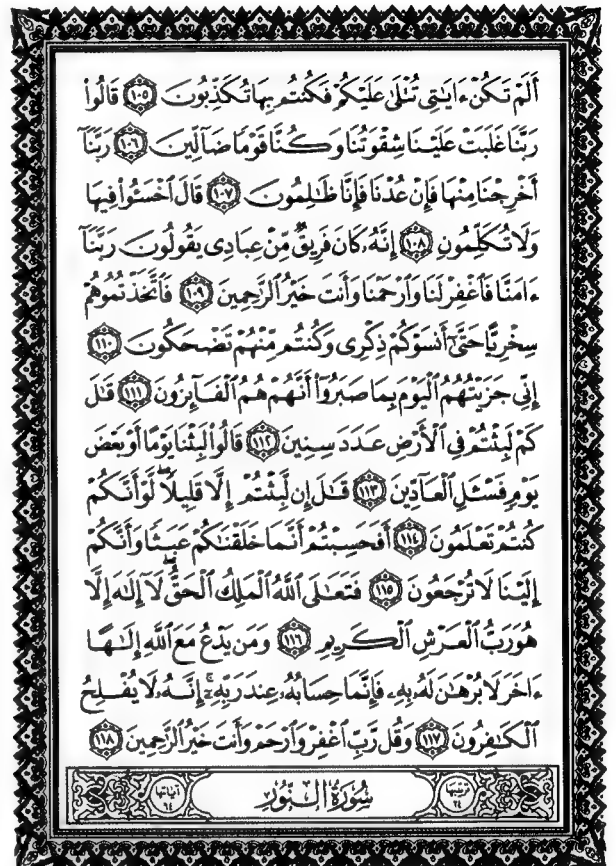 أَلَمْ تَكُنْ ءَايَٰتِى تُتْلَىٰ عَلَيْكُمْ فَكُنتُم بِهَا تُكَذِّبُونَ ١٠٥ قَالُوا۟
رَبَّنَا غَلَبَتْ عَلَيْنَا شِقْوَتُنَا وَكُنَّا قَوْمًا ضَآلِّينَ ١٠٦ رَبَّنَآ
أَخْرِجْنَا مِنْهَا فَإِنْ عُدْنَا فَإِنَّا ظَٰلِمُونَ ١٠٧ قَالَ ٱخْسَـُٔوا۟ فِيهَا
وَلَا تُكَلِّمُونِ ١٠٨ إِنَّهُۥ كَانَ فَرِيقٌ مِّنْ عِبَادِى يَقُولُونَ رَبَّنَآ
ءَامَنَّا فَٱغْفِرْ لَنَا وَٱرْحَمْنَا وَأَنتَ خَيْرُ ٱلرَّٰحِمِينَ ١٠٩ فَٱتَّخَذْتُمُوهُمْ
سِخْرِيًّا حَتَّىٰٓ أَنسَوْكُمْ ذِكْرِى وَكُنتُم مِّنْهُمْ تَضْحَكُونَ ١١٠
إِنِّى جَزَيْتُهُمُ ٱلْيَوْمَ بِمَا صَبَرُوٓا۟ أَنَّهُمْ هُمُ ٱلْفَآئِزُونَ ١١١ قَٰلَ
كَمْ لَبِثْتُمْ فِى ٱلْأَرْضِ عَدَدَ سِنِينَ ١١٢ قَالُوا۟ لَبِثْنَا يَوْمًا أَوْ بَعْضَ
يَوْمٍ فَسْـَٔلِ ٱلْعَآدِّينَ ١١٣ قَٰلَ إِن لَّبِثْتُمْ إِلَّا قَلِيلًا ۖ لَّوْ أَنَّكُمْ
كُنتُمْ تَعْلَمُونَ ١١٤ أَفَحَسِبْتُمْ أَنَّمَا خَلَقْنَٰكُمْ عَبَثًا وَأَنَّكُمْ
إِلَيْنَا لَا تُرْجَعُونَ ١١٥ فَتَعَٰلَى ٱللَّهُ ٱلْمَلِكُ ٱلْحَقُّ ۖ لَآ إِلَٰهَ إِلَّا
هُوَ رَبُّ ٱلْعَرْشِ ٱلْكَرِيمِ ١١٦ وَمَن يَدْعُ مَعَ ٱللَّهِ إِلَٰهًا
ءَاخَرَ لَا بُرْهَٰنَ لَهُۥ بِهِۦ فَإِنَّمَا حِسَابُهُۥ عِندَ رَبِّهِۦٓ ۚ إِنَّهُۥ لَا يُفْلِحُ
ٱلْكَٰفِرُونَ ١١٧ وَقُل رَّبِّ ٱغْفِرْ وَٱرْحَمْ وَأَنتَ خَيْرُ ٱلرَّٰحِمِينَ ١١٨
ترتيبها ٢٤ سُورَةُ النُّورِ آياتها ٦٤